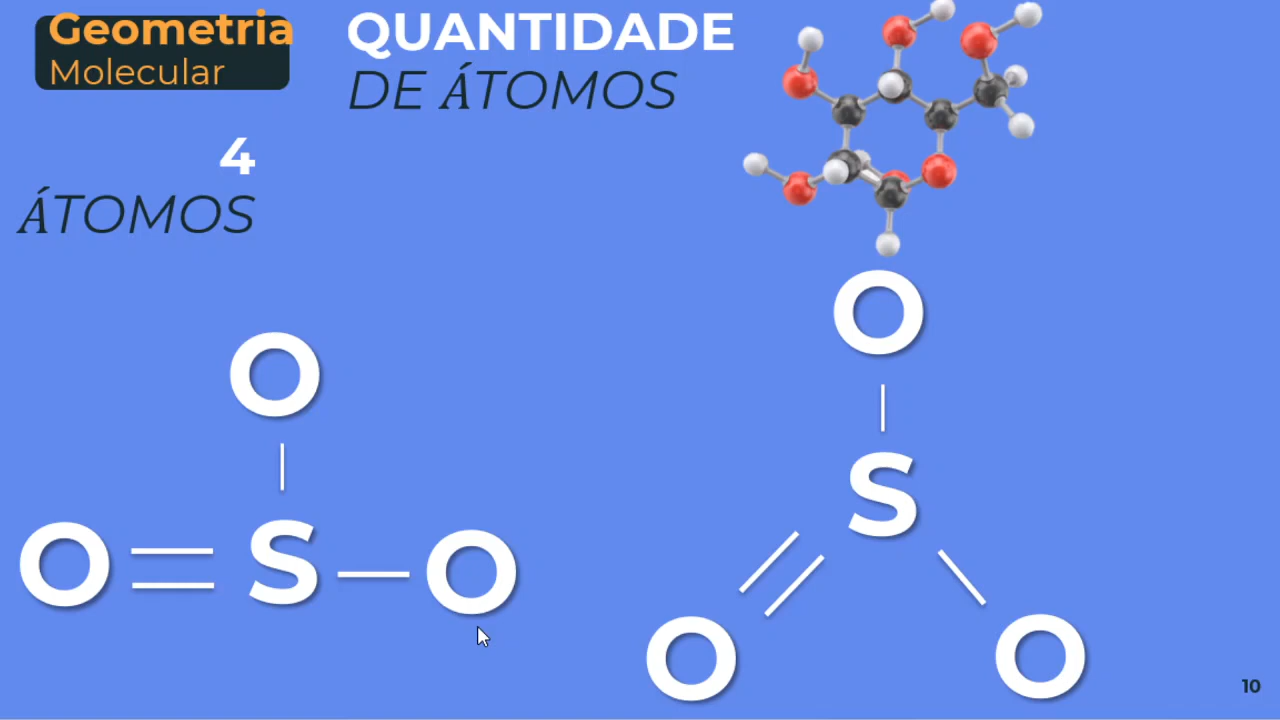 Geometria
Molecular
QUANTIDADE
DE ÁTOMOS
4
ÁTOMOS
O
O S O
O
S
O O
10